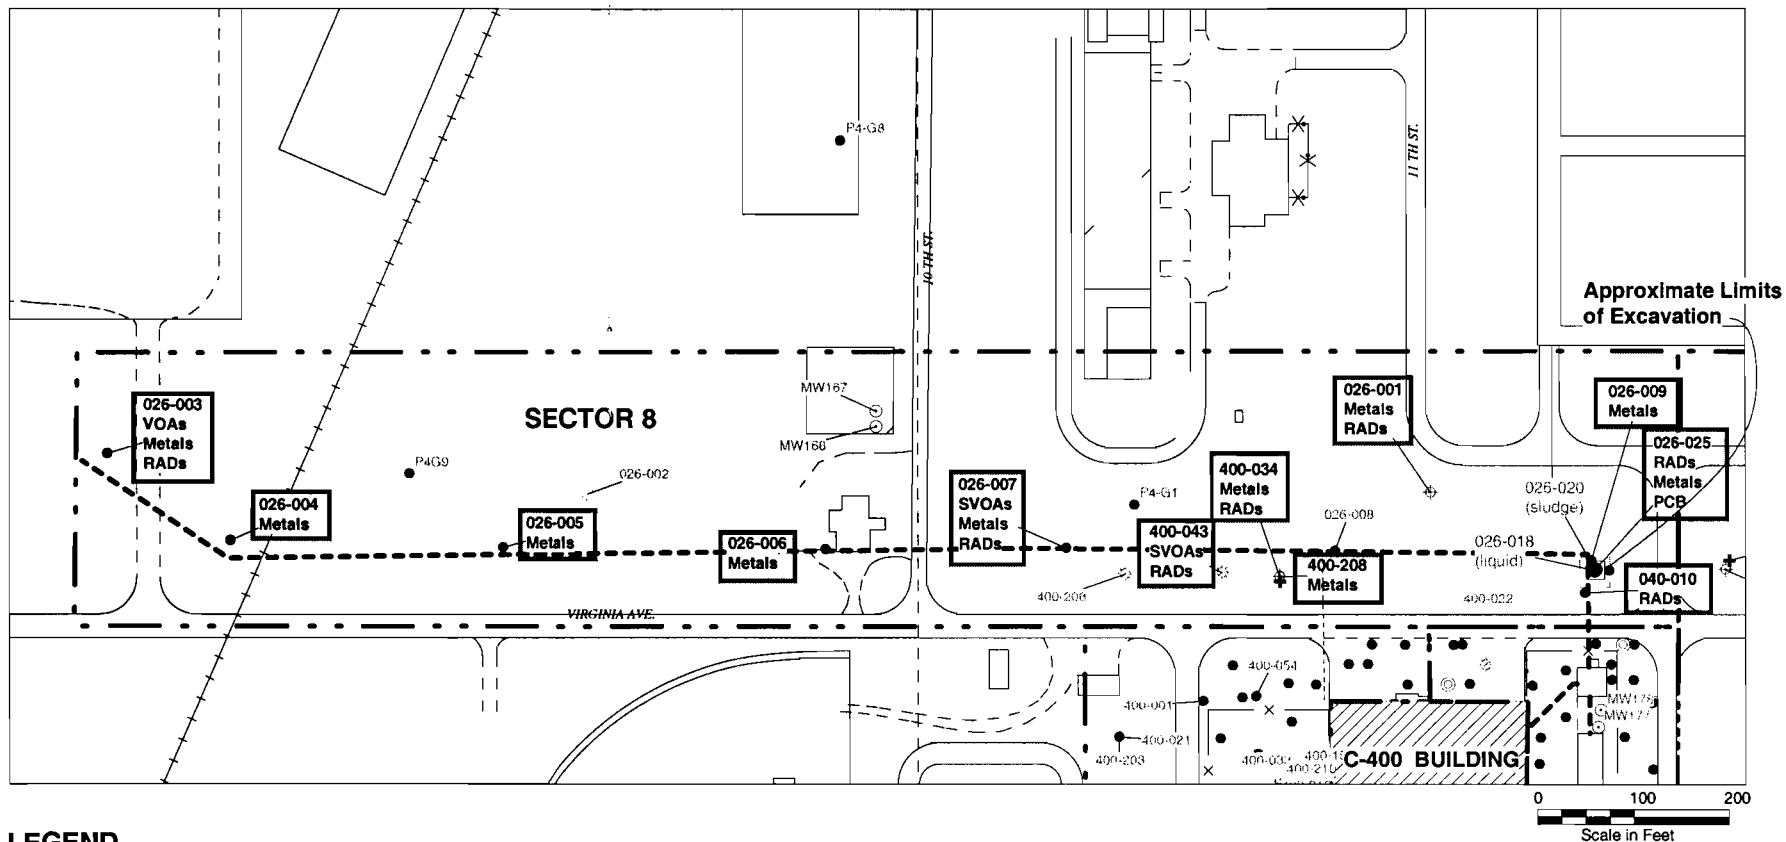 P4-G8
10 TH ST.
11 TH ST.
Approximate Limits
of Excavation
026-003
VOAs
Metals
RADs
SECTOR 8
MW167
MW168
026-001
Metals
RADs
026-009
Metals
026-025
RADs
Metals
PCB
P4G9
026-002
026-004
Metals
026-005
Metals
026-006
Metals
026-007
SVOAs
Metals
RADs
P4-G1
400-034
Metals
RADs
400-043
SVOAs
RADs
026-008
026-020
(sludge)
026-018
(liquid)
400-208
Metals
400-032
040-010
RADs
VIRGINIA AVE.
400-054
400-001
400-021
400-203
MW178
MW177
C-400 BUILDING
0 100 200
Scale in Feet
LEGEND